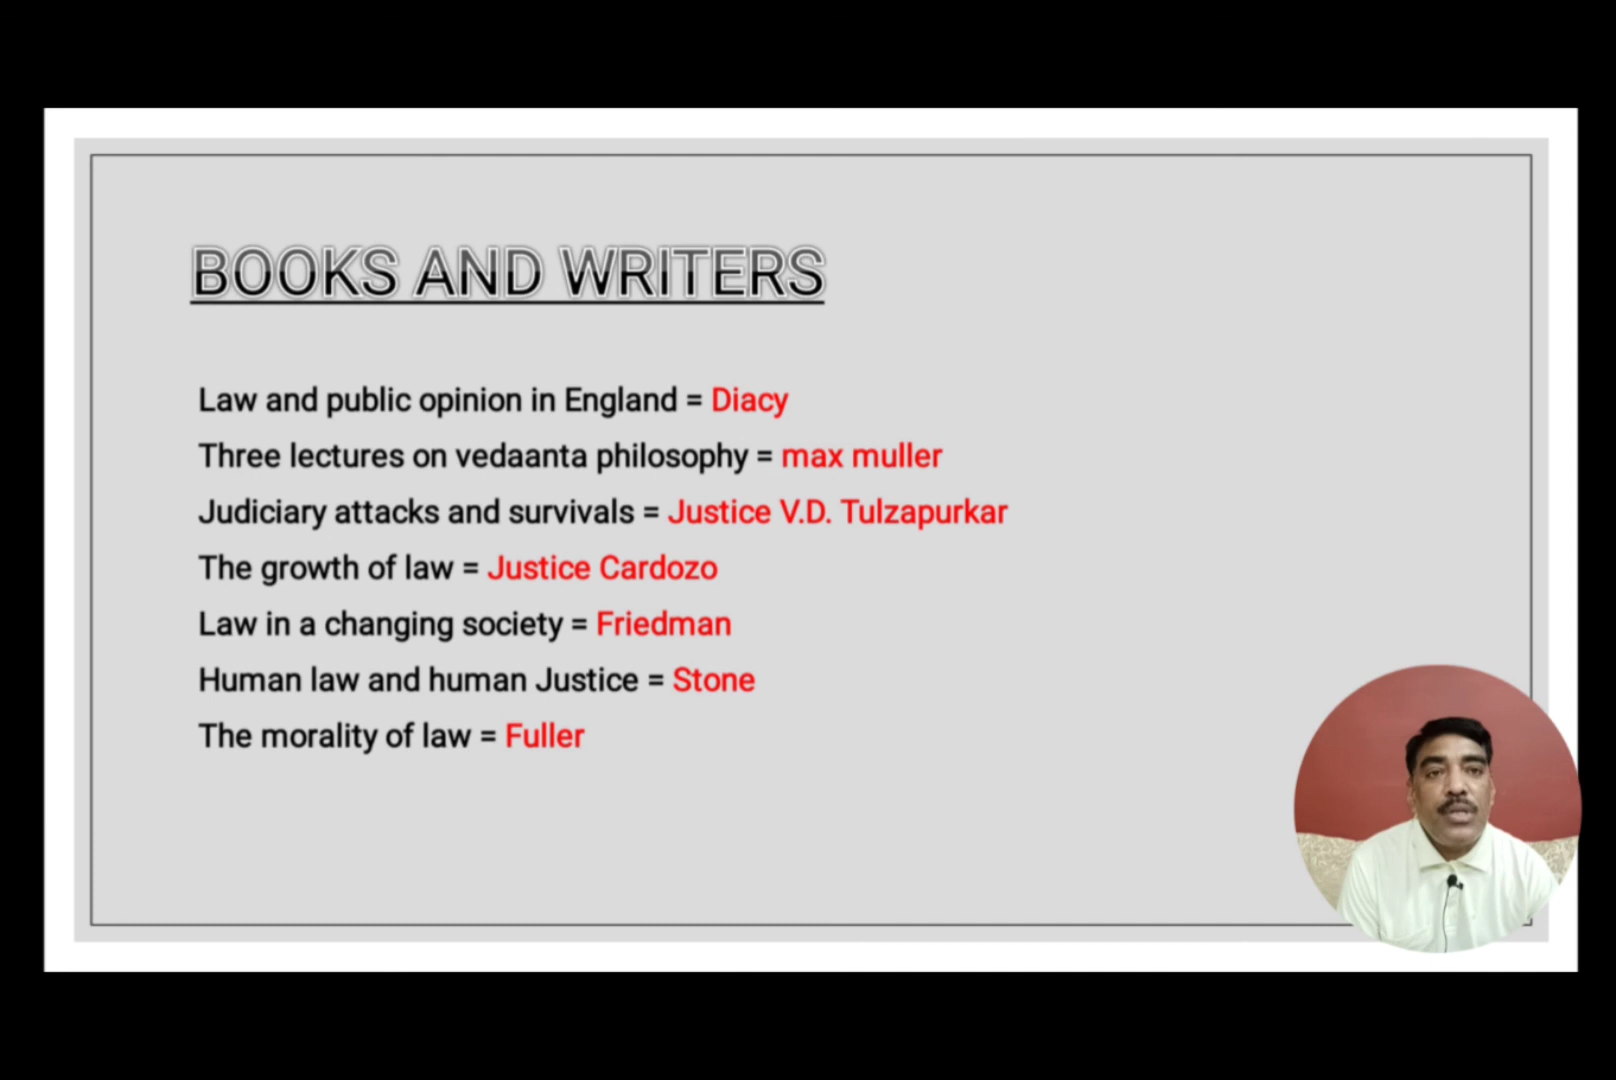 BOOKS AND WRITERS
Law and public opinion in England = Diacy
Three lectures on vedaanta philosophy = max muller
Judiciary attacks and survivals = Justice V.D. Tulzapurkar
The growth of law = Justice Cardozo
Law in a changing society = Friedman
Human law and human Justice = Stone
The morality of law = Fuller